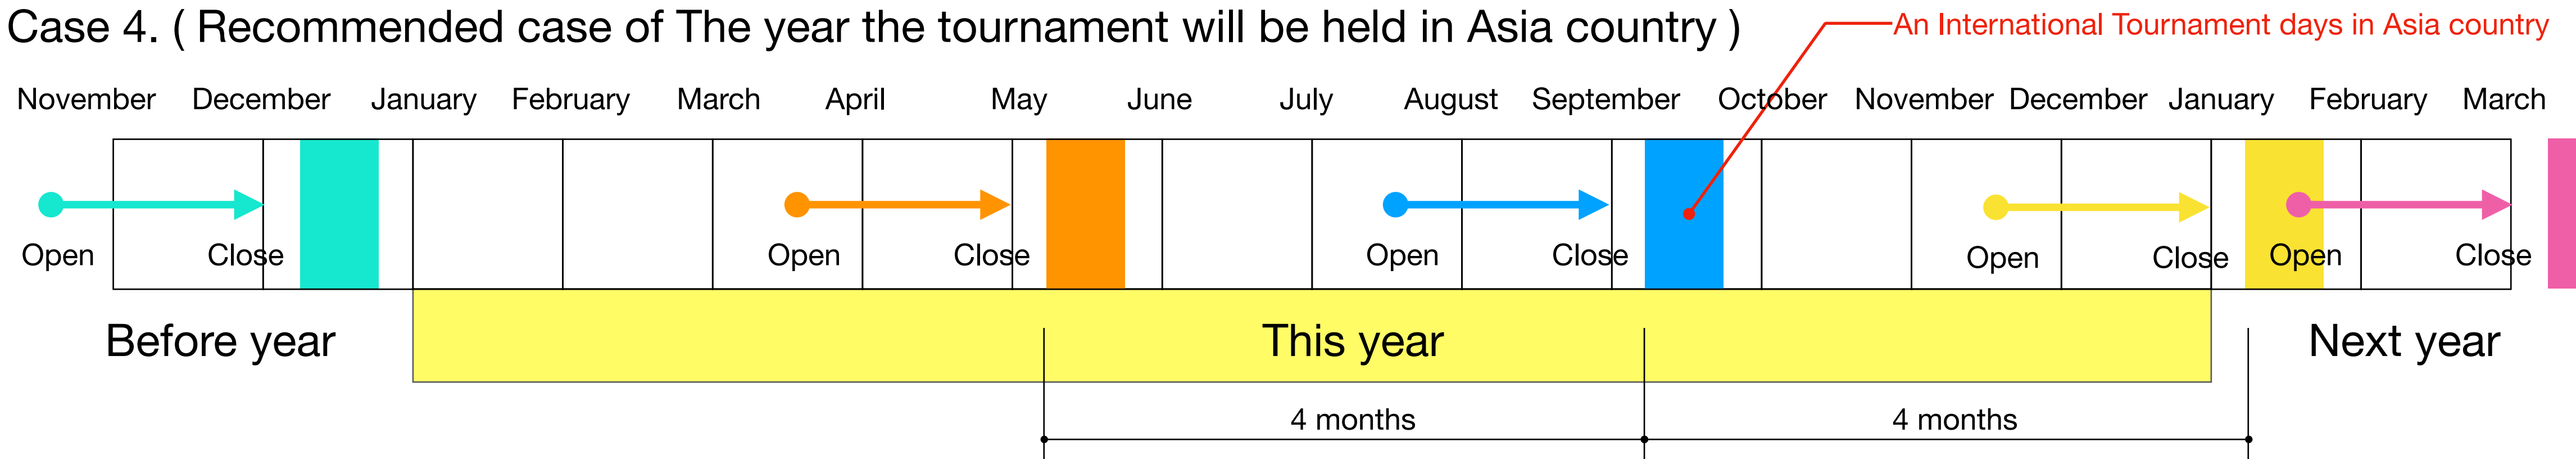 Case 4. ( Recommended case of The year the tournament will be held in Asia country )
An International Tournament days in Asia country
November December January February March April May June July August September October November December January February March
Open Close Open Close Open Close Open Close Open Close
Before year This year Next year
4 months 4 months